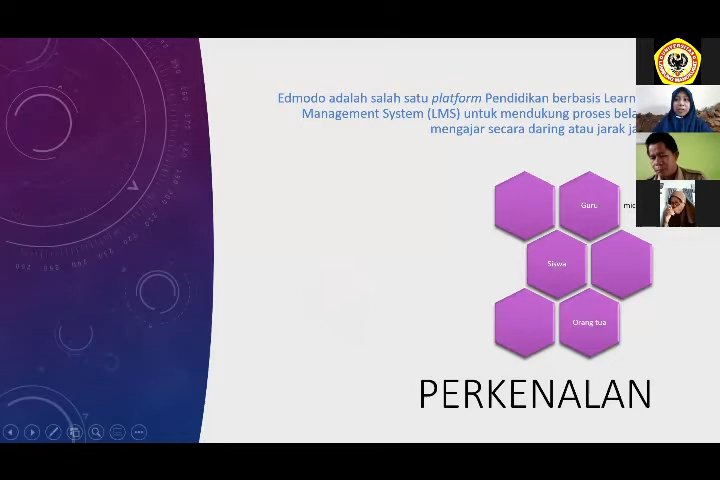 Edmodo adalah salah satu platform Pendidikan berbasis Learn
Management System (LMS) untuk mendukung proses bela
mengajar secara daring atau jarak ja
Guru
mic
Siswa
Orang tua
PERKENALAN